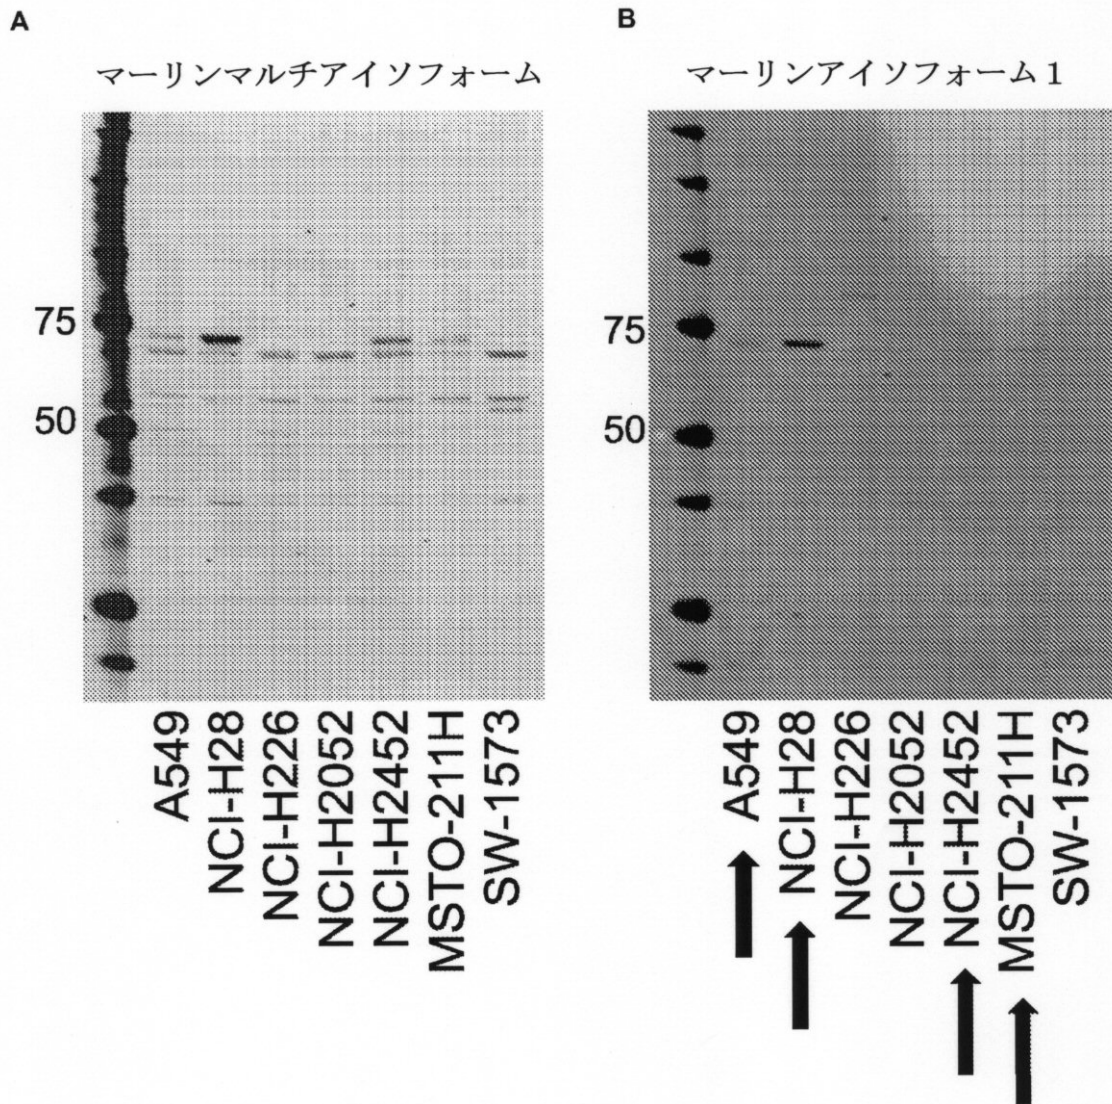 A
マーリンマルチアイソフォーム
75
50
A549
NCI-H28
NCI-H226
NCI-H2052
NCI-H2452
MSTO-211H
SW-1573
B
マーリンアイソフォーム1
75
50
A549
NCI-H28
NCI-H226
NCI-H2052
NCI-H2452
MSTO-211H
SW-1573